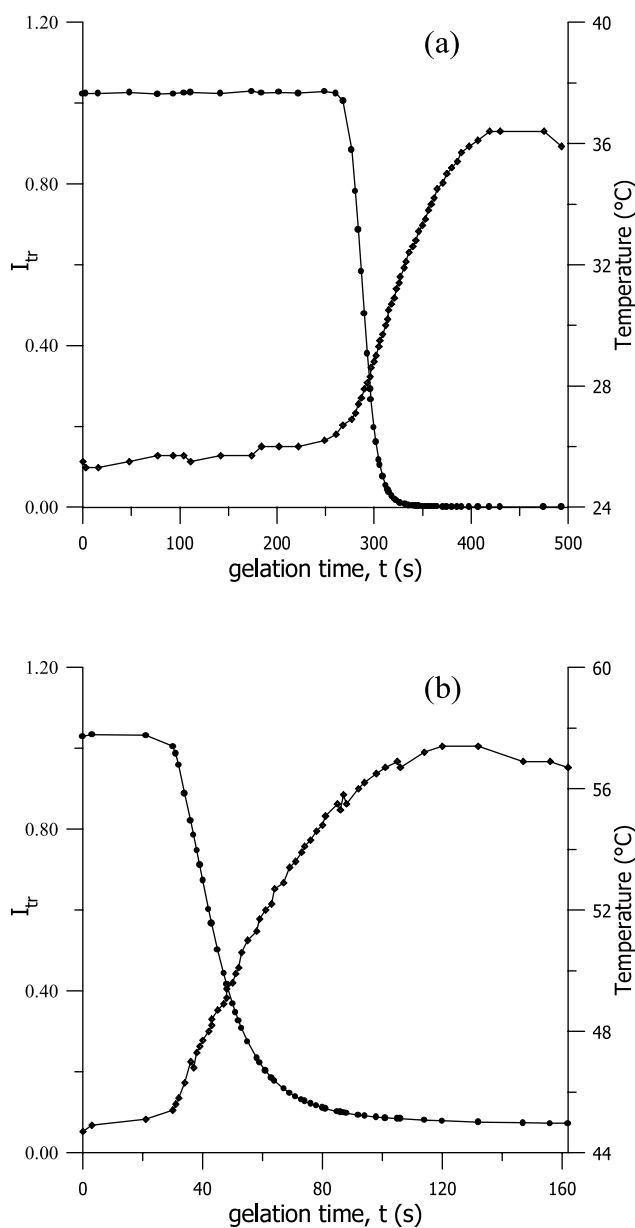 (a)
1.20
0.80
0.40
0.00
I_tr
40
36
32
28
24
Temperature (°C)
0 100 200 300 400 500
gelation time, t (s)
(b)
1.20
0.80
0.40
0.00
I_tr
60
56
52
48
44
Temperature (°C)
0 40 80 120 160
gelation time, t (s)